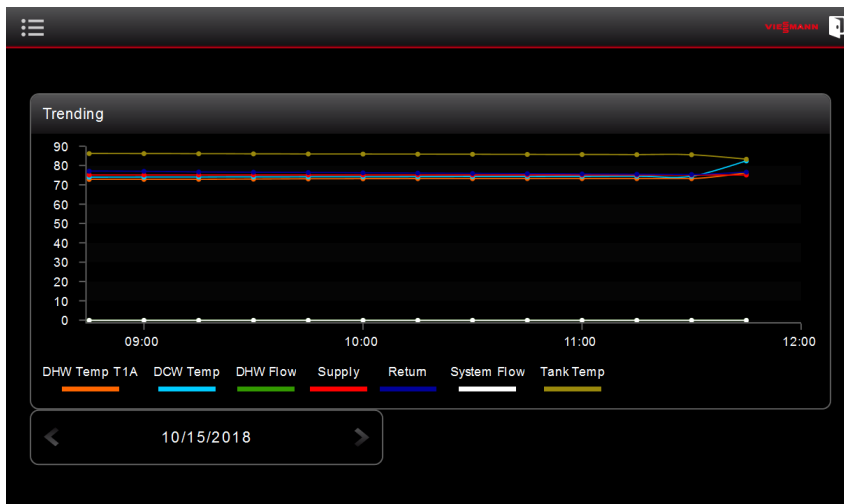 VIESMANN
Trending
90
80
70
60
50
40
30
20
10
0
09:00 10:00 11:00 12:00
DHW Temp T1A DCW Temp DHW Flow Supply Return System Flow Tank Temp
10/15/2018